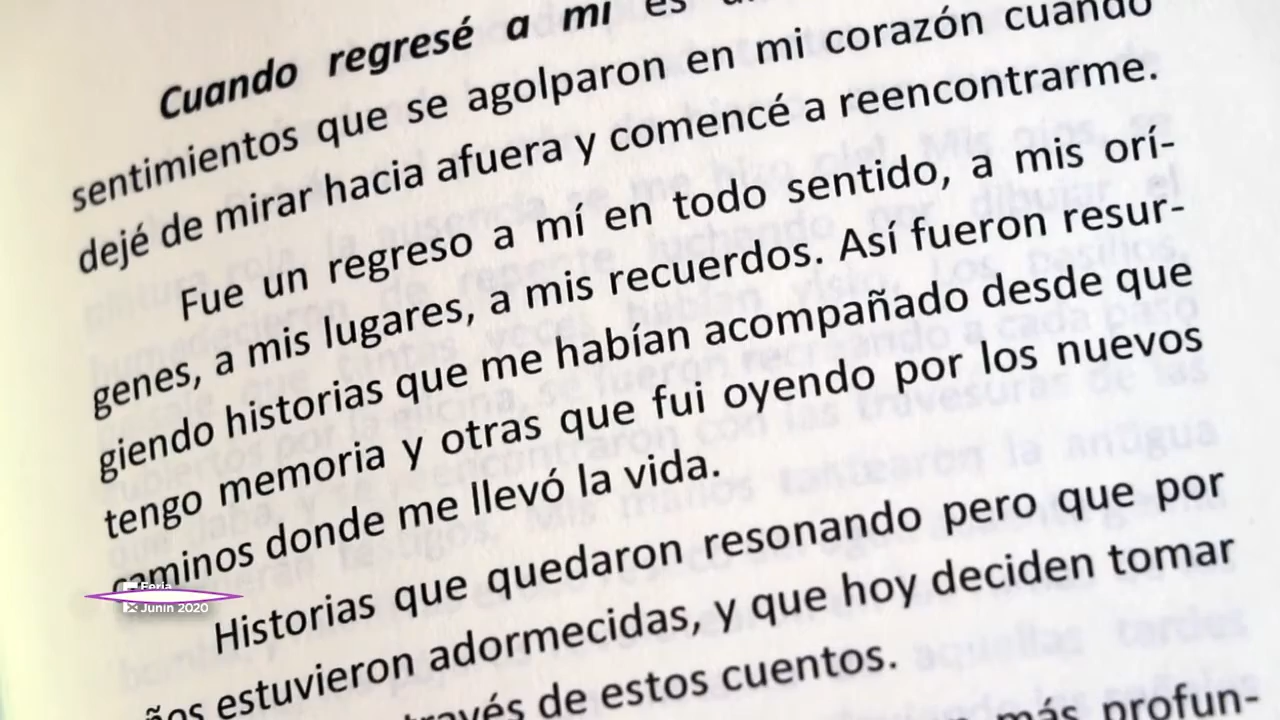 Cuando regresé a mí es
sentimientos que se agolparon en mi corazón cuando
dejé de mirar hacia afuera y comencé a reencontrarme.
Fue un regreso a mí en todo sentido, a mis orí-
genes, a mis lugares, a mis recuerdos. Así fueron resur-
giendo historias que me habían acompañado desde que
tengo memoria y otras que fui oyendo por los nuevos
caminos donde me llevó la vida.
Historias que quedaron resonando pero que por
años estuvieron adormecidas, y que hoy deciden tomar
través de estos cuentos.
más profun-
Feria
Junín 2020